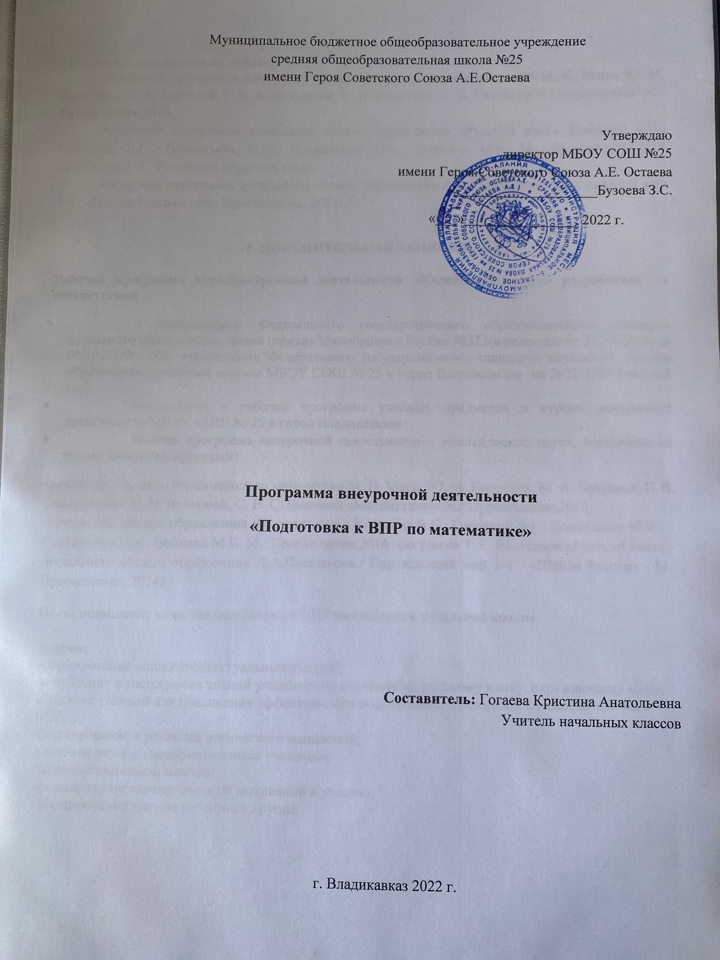 Муниципальное бюджетное общеобразовательное учреждение
средняя общеобразовательная школа №25
имени Героя Советского Союза А.Е.Остаева
Утверждаю
директор МБОУ СОШ №25
имени Героя Советского Союза А.Е. Остаева
Бузоева З.С.
2022 г.
Программа внеурочной деятельности
«Подготовка к ВПР по математике»
Составитель: Гогаева Кристина Анатольевна
Учитель начальных классов
г. Владикавказ 2022 г.